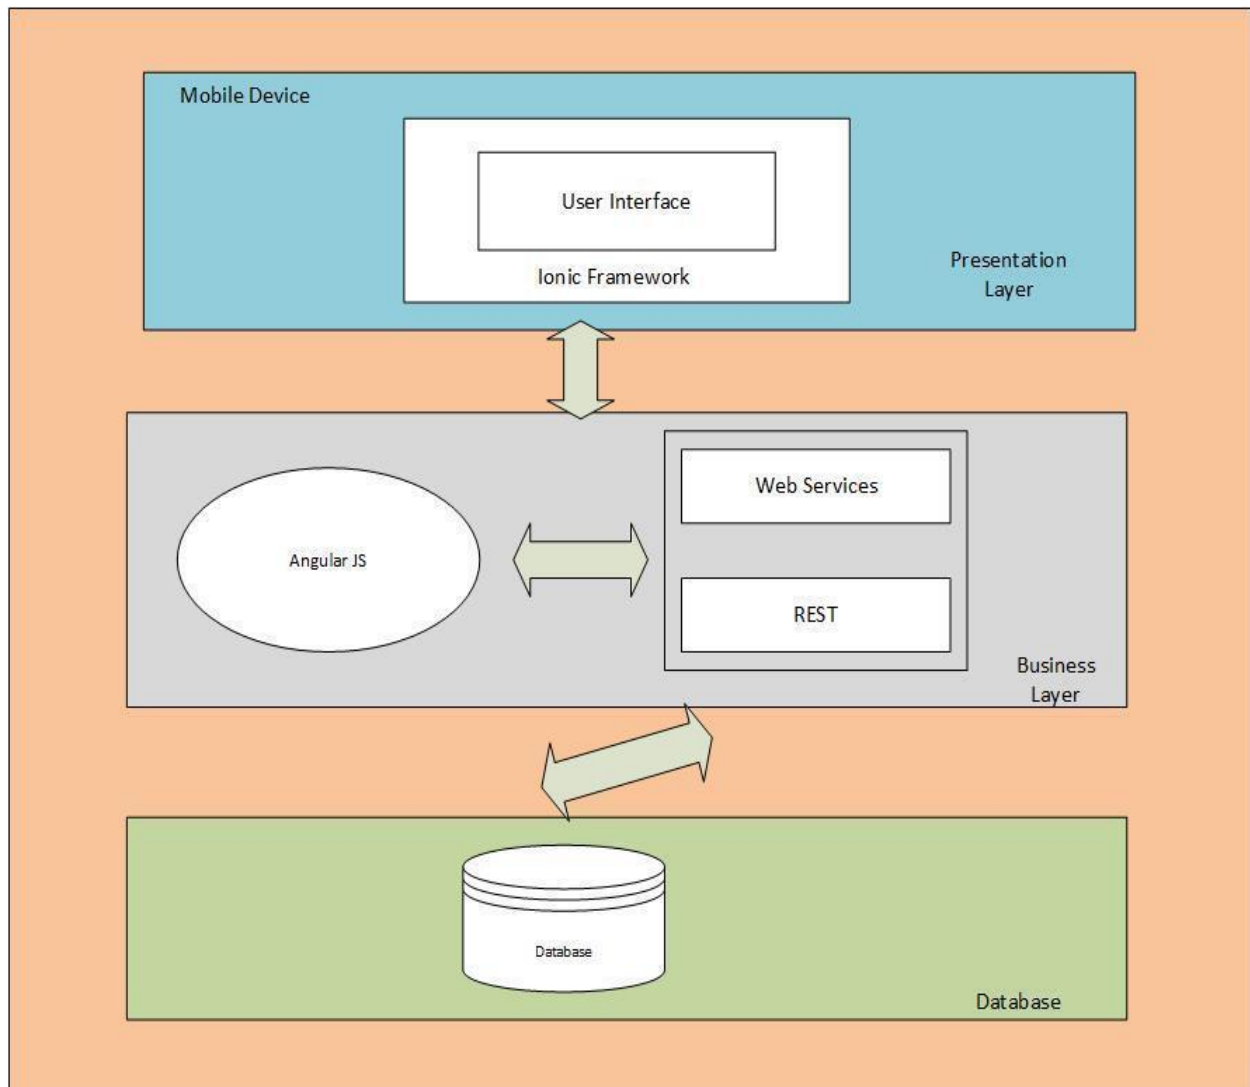 Mobile Device
User Interface
Ionic Framework
Presentation
Layer
Web Services
Angular JS
REST
Business
Layer
Database
Database